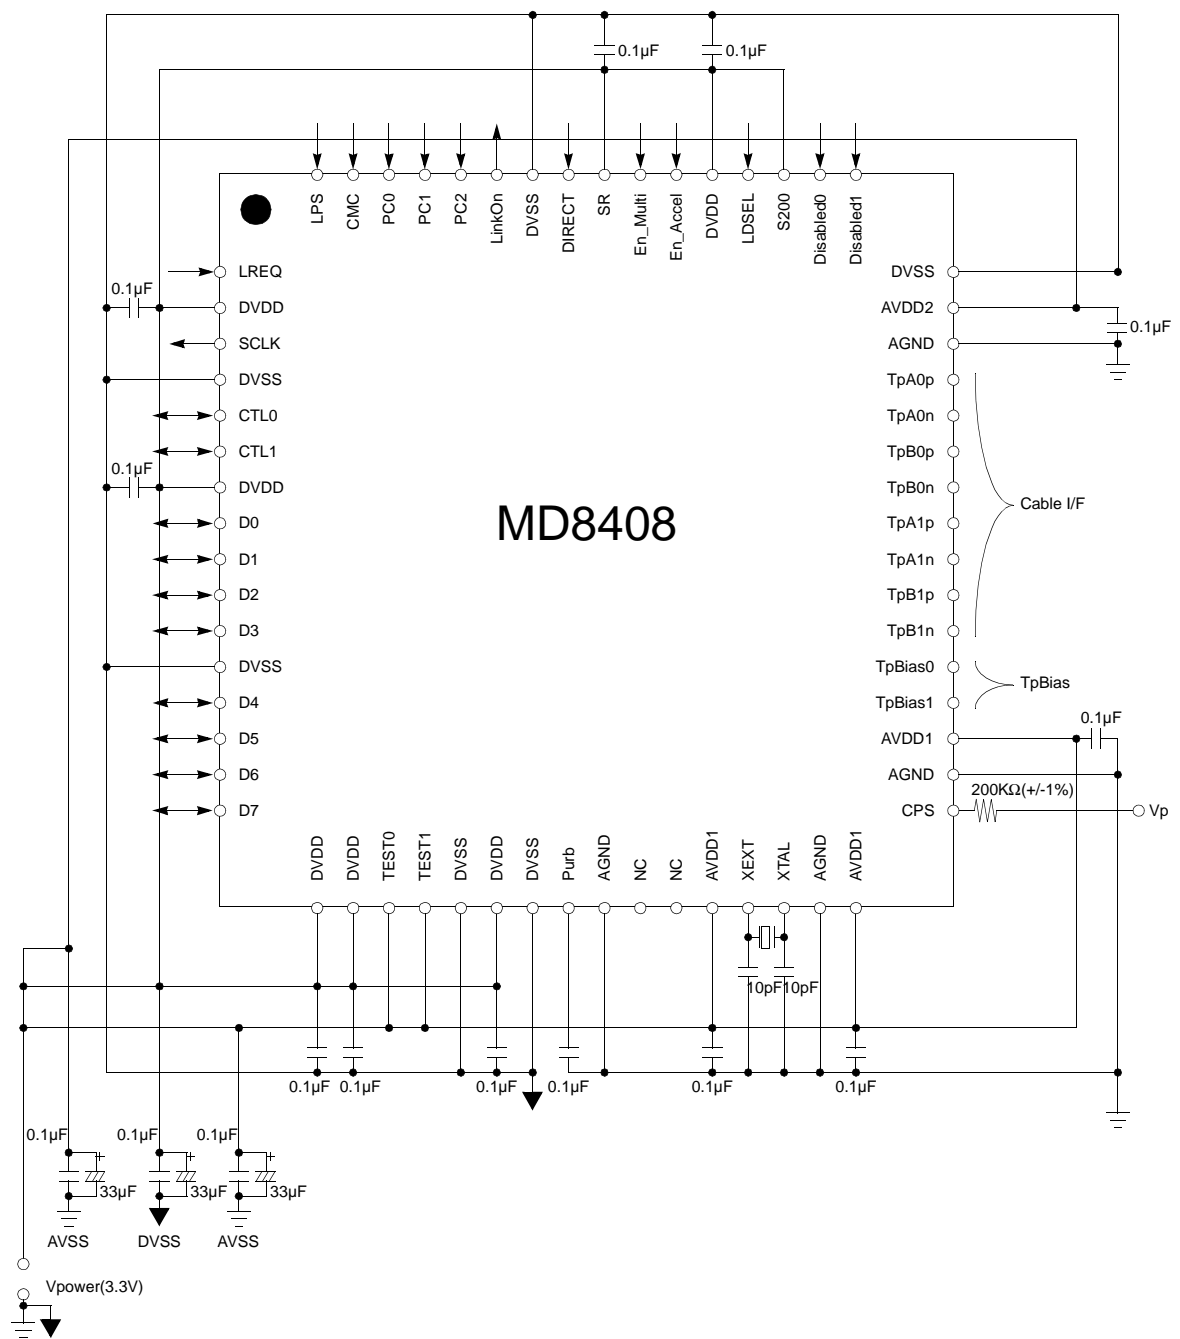 0.1µF 0.1µF
LPS CMC PC0 PC1 PC2 LinkOn DVSS DIRECT SR En_Multi En_Accel DVDD LDSEL S200 Disabled0 Disabled1
LREQ DVSS
0.1µF
DVDD AVDD2
0.1µF
SCLK AGND
DVSS TpA0p
CTL0 TpA0n
CTL1 TpB0p
0.1µF
DVDD TpB0n
Cable I/F
D0 MD8408 TpA1p
D1 TpA1n
D2 TpB1p
D3 TpB1n
DVSS TpBias0
TpBias
D4 TpBias1
0.1µF
D5 AVDD1
D6 AGND
200KΩ(+/-1%)
D7 CPS Vp
DVDD DVDD TEST0 TEST1 DVSS DVDD DVSS Purb AGND NC NC AVDD1 XEXT XTAL AGND AVDD1
10pF 10pF
0.1µF 0.1µF 0.1µF 0.1µF 0.1µF 0.1µF
0.1µF 0.1µF 0.1µF
+ + +
33µF 33µF 33µF
AVSS DVSS AVSS
Vpower(3.3V)